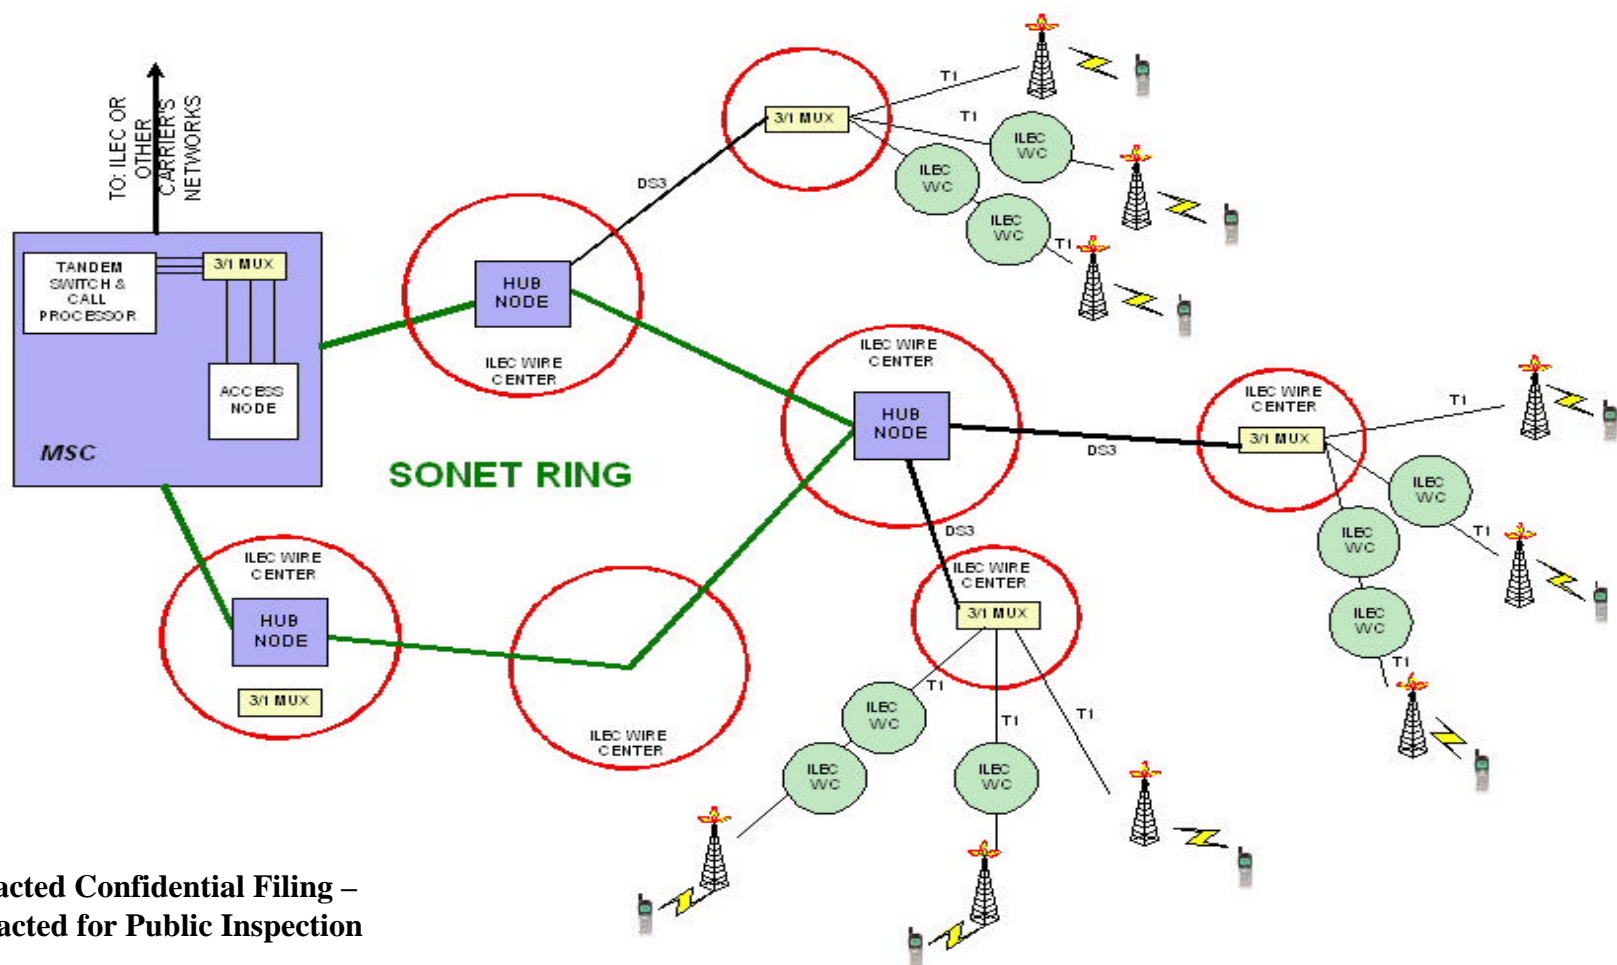 TO: ILEC OR
OTHER
CARRIER'S
NETWORKS
TANDEM
SWITCH &
CALL
PROCESSOR
3/1 MUX
ACCESS
NODE
MSC
HUB
NODE
ILEC WIRE
CENTER
DS3
3/1 MUX
T1
T1
ILEC
WC
ILEC
WC
ILEC
WC
T1
SONET RING
ILEC WIRE
CENTER
HUB
NODE
DS3
ILEC WIRE
CENTER
3/1 MUX
T1
ILEC
WC
T1
ILEC
WC
ILEC
WC
T1
DS3
ILEC WIRE
CENTER
3/1 MUX
T1
T1
T1
ILEC
WC
ILEC
WC
ILEC
WC
ILEC WIRE
CENTER
HUB
NODE
3/1 MUX
ILEC WIRE
CENTER
acted Confidential Filing –
acted for Public Inspection